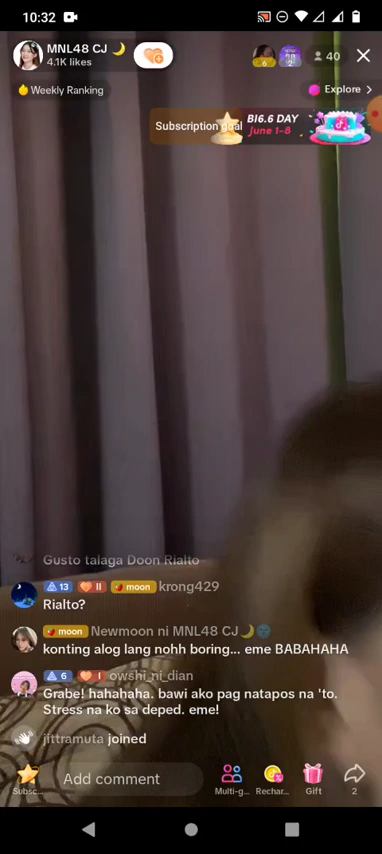 10:32
MNL48 CJ 🌙
4.1K likes
6
40
Weekly Ranking
Explore >
Subscription goal
BI6.6 DAY
June 1-8
Gusto talaga Doon Rialto
13 II moon krong429
Rialto?
moon Newmoon ni MNL48 CJ🌙🌚
konting alog lang nohh boring... eme BABAHAHA
6 I owshi_ni_dian
Grabe! hahahaha. bawi ako pag natapos na 'to.
Stress na ko sa deped. eme!
jittramuta joined
Add comment
Subsc... Multi-g... Rechar... Gift 2